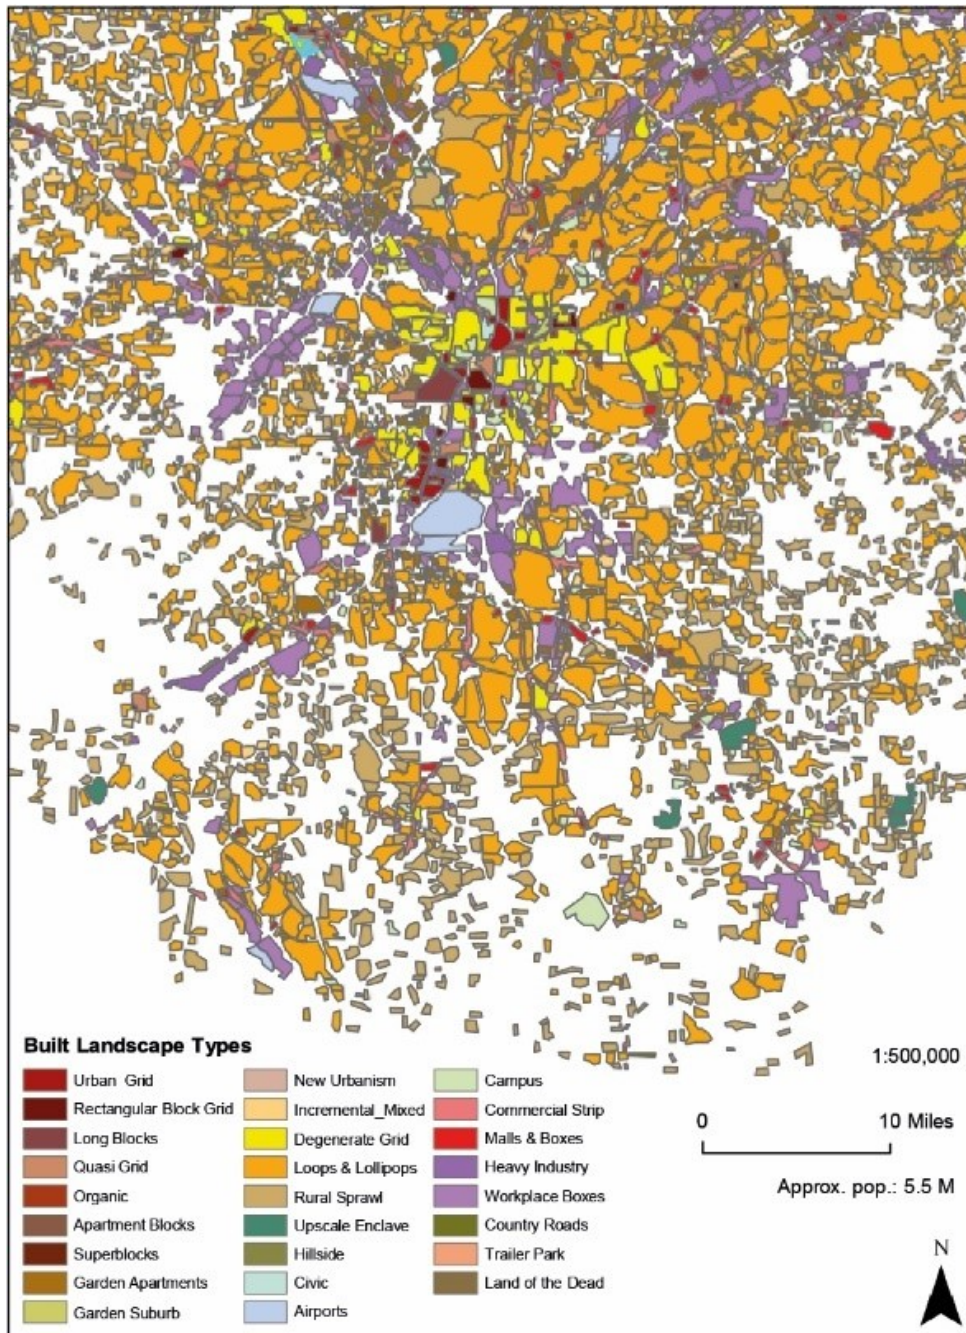 Built Landscape Types
Urban Grid
Rectangular Block Grid
Long Blocks
Quasi Grid
Organic
Apartment Blocks
Superblocks
Garden Apartments
Garden Suburb
New Urbanism
Incremental_Mixed
Degenerate Grid
Loops & Lollipops
Rural Sprawl
Upscale Enclave
Hillside
Civic
Airports
Campus
Commercial Strip
Malls & Boxes
Heavy Industry
Workplace Boxes
Country Roads
Trailer Park
Land of the Dead
1:500,000
0 10 Miles
Approx. pop.: 5.5 M
N